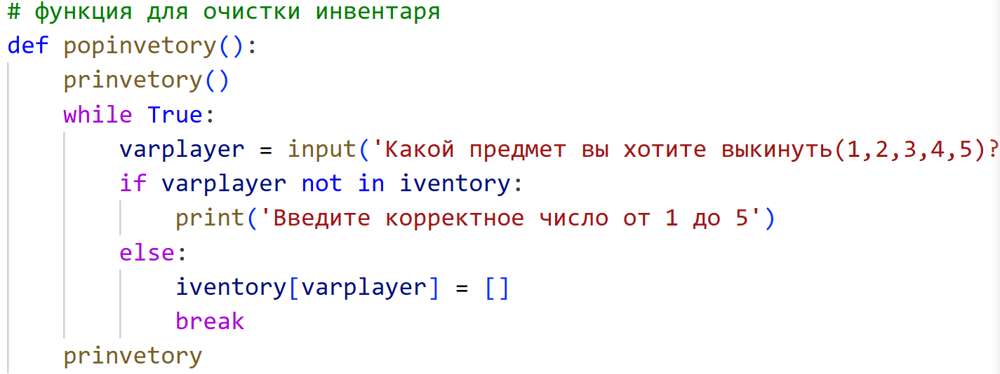 # функция для очистки инвентаря
def popinvetory():
    prinvetory()
    while True:
        varplayer = input('Какой предмет вы хотите выкинуть(1,2,3,4,5)?
        if varplayer not in iventory:
            print('Введите корректное число от 1 до 5')
        else:
            iventory[varplayer] = []
            break
    prinvetory